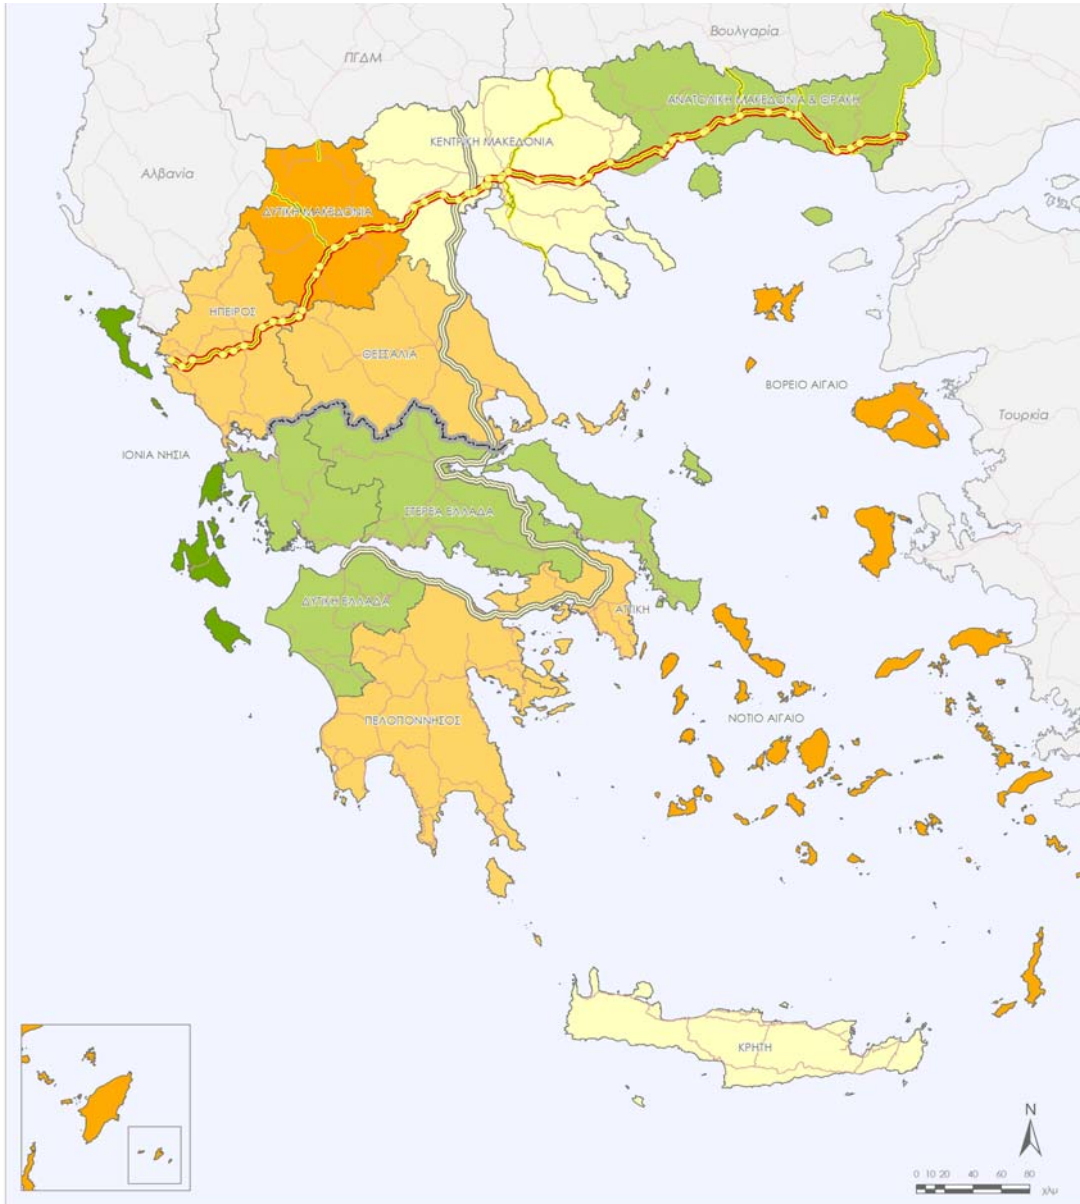 Βουλγαρία
ΠΓΔΜ
ΑΝΑΤΟΛΙΚΗ ΜΑΚΕΔΟΝΙΑ & ΘΡΑΚΗ
ΚΕΝΤΡΙΚΗ ΜΑΚΕΔΟΝΙΑ
Αλβανία
ΔΥΤΙΚΗ ΜΑΚΕΔΟΝΙΑ
ΗΠΕΙΡΟΣ
ΘΕΣΣΑΛΙΑ
ΒΟΡΕΙΟ ΑΙΓΑΙΟ
Τουρκία
ΙΟΝΙΑ ΝΗΣΙΑ
ΣΤΕΡΕΑ ΕΛΛΑΔΑ
ΔΥΤΙΚΗ ΕΛΛΑΔΑ
ΑΤΤΙΚΗ
ΠΕΛΟΠΟΝΝΗΣΟΣ
ΝΟΤΙΟ ΑΙΓΑΙΟ
ΚΡΗΤΗ
N
0 10 20 40 60 80
χλμ